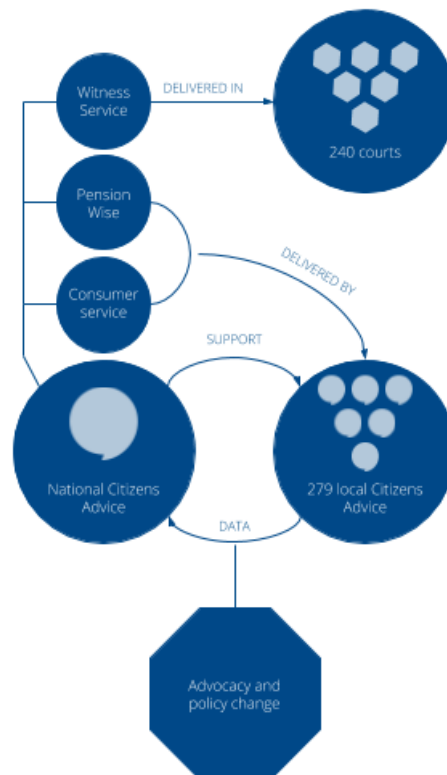 Witness
Service
DELIVERED IN
240 courts
Pension
Wise
DELIVERED BY
Consumer
service
SUPPORT
National Citizens
Advice
279 local Citizens
Advice
DATA
Advocacy and
policy change